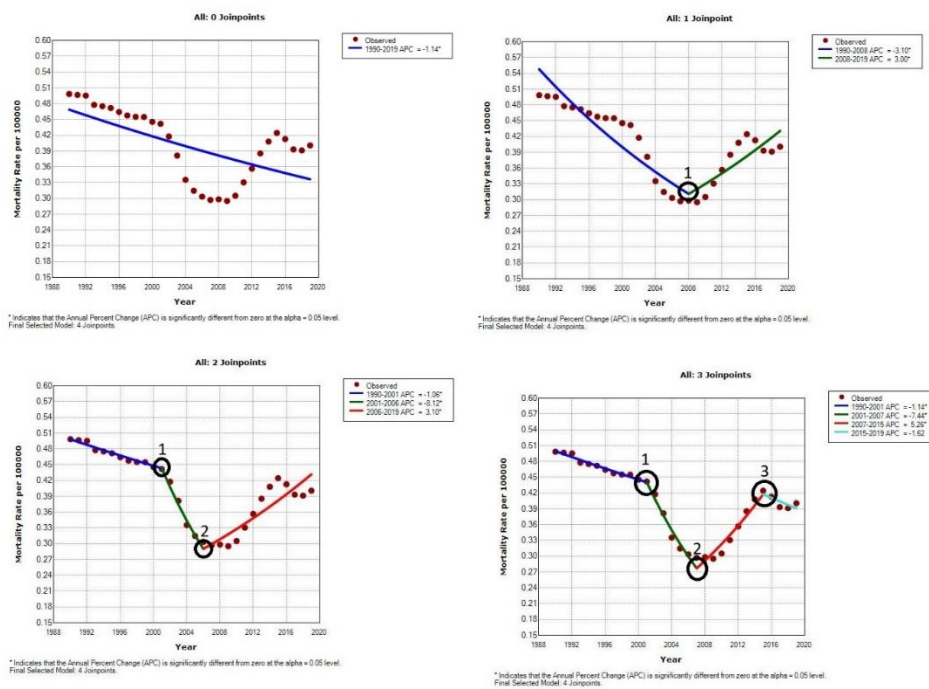 All: 0 Joinpoints
Observed
1990-2019 APC = -1.14*
Mortality Rate per 100000
0.60
0.57
0.54
0.51
0.48
0.45
0.42
0.39
0.36
0.33
0.30
0.27
0.24
0.21
0.18
0.15
1988 1992 1996 2000 2004 2008 2012 2016 2020
Year
* Indicates that the Annual Percent Change (APC) is significantly different from zero at the alpha = 0.05 level.
Final Selected Model: 4 Joinpoints.
All: 1 Joinpoint
Observed
1990-2008 APC = -3.10*
2008-2019 APC = 3.00*
Mortality Rate per 100000
0.60
0.57
0.54
0.51
0.48
0.45
0.42
0.39
0.36
0.33
0.30
0.27
0.24
0.21
0.18
0.15
1
1988 1992 1996 2000 2004 2008 2012 2016 2020
Year
* Indicates that the Annual Percent Change (APC) is significantly different from zero at the alpha = 0.05 level.
Final Selected Model: 4 Joinpoints.
All: 2 Joinpoints
Observed
1990-2001 APC = -1.06*
2001-2006 APC = -8.12*
2006-2019 APC = 3.10*
Mortality Rate per 100000
0.60
0.57
0.54
0.51
0.48
0.45
0.42
0.39
0.36
0.33
0.30
0.27
0.24
0.21
0.18
0.15
1
2
1988 1992 1996 2000 2004 2008 2012 2016 2020
Year
* Indicates that the Annual Percent Change (APC) is significantly different from zero at the alpha = 0.05 level.
Final Selected Model: 4 Joinpoints.
All: 3 Joinpoints
Observed
1990-2001 APC = -1.14*
2001-2007 APC = -7.44*
2007-2015 APC = 5.26*
2015-2019 APC = -1.62
Mortality Rate per 100000
0.60
0.57
0.54
0.51
0.48
0.45
0.42
0.39
0.36
0.33
0.30
0.27
0.24
0.21
0.18
0.15
1
2
3
1988 1992 1996 2000 2004 2008 2012 2016 2020
Year
* Indicates that the Annual Percent Change (APC) is significantly different from zero at the alpha = 0.05 level.
Final Selected Model: 4 Joinpoints.